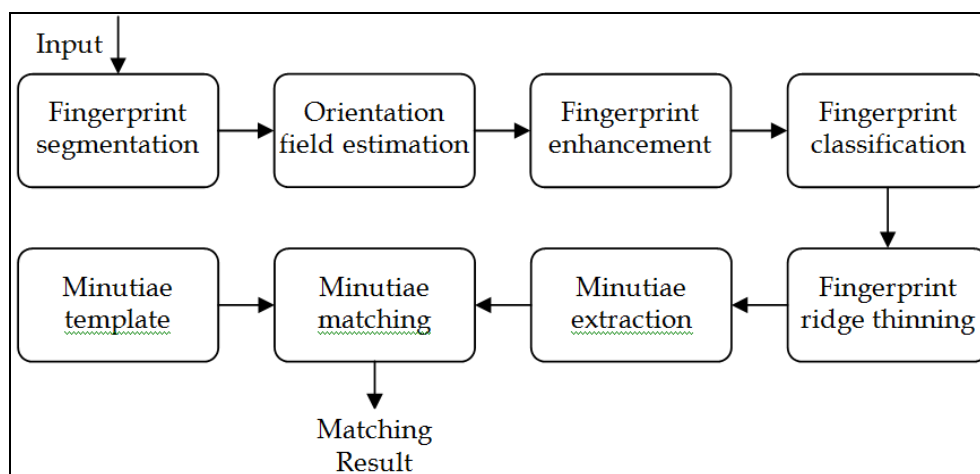 Input
Fingerprint
segmentation
Orientation
field estimation
Fingerprint
enhancement
Fingerprint
classification
Minutiae
template
Minutiae
matching
Minutiae
extraction
Fingerprint
ridge thinning
Matching
Result